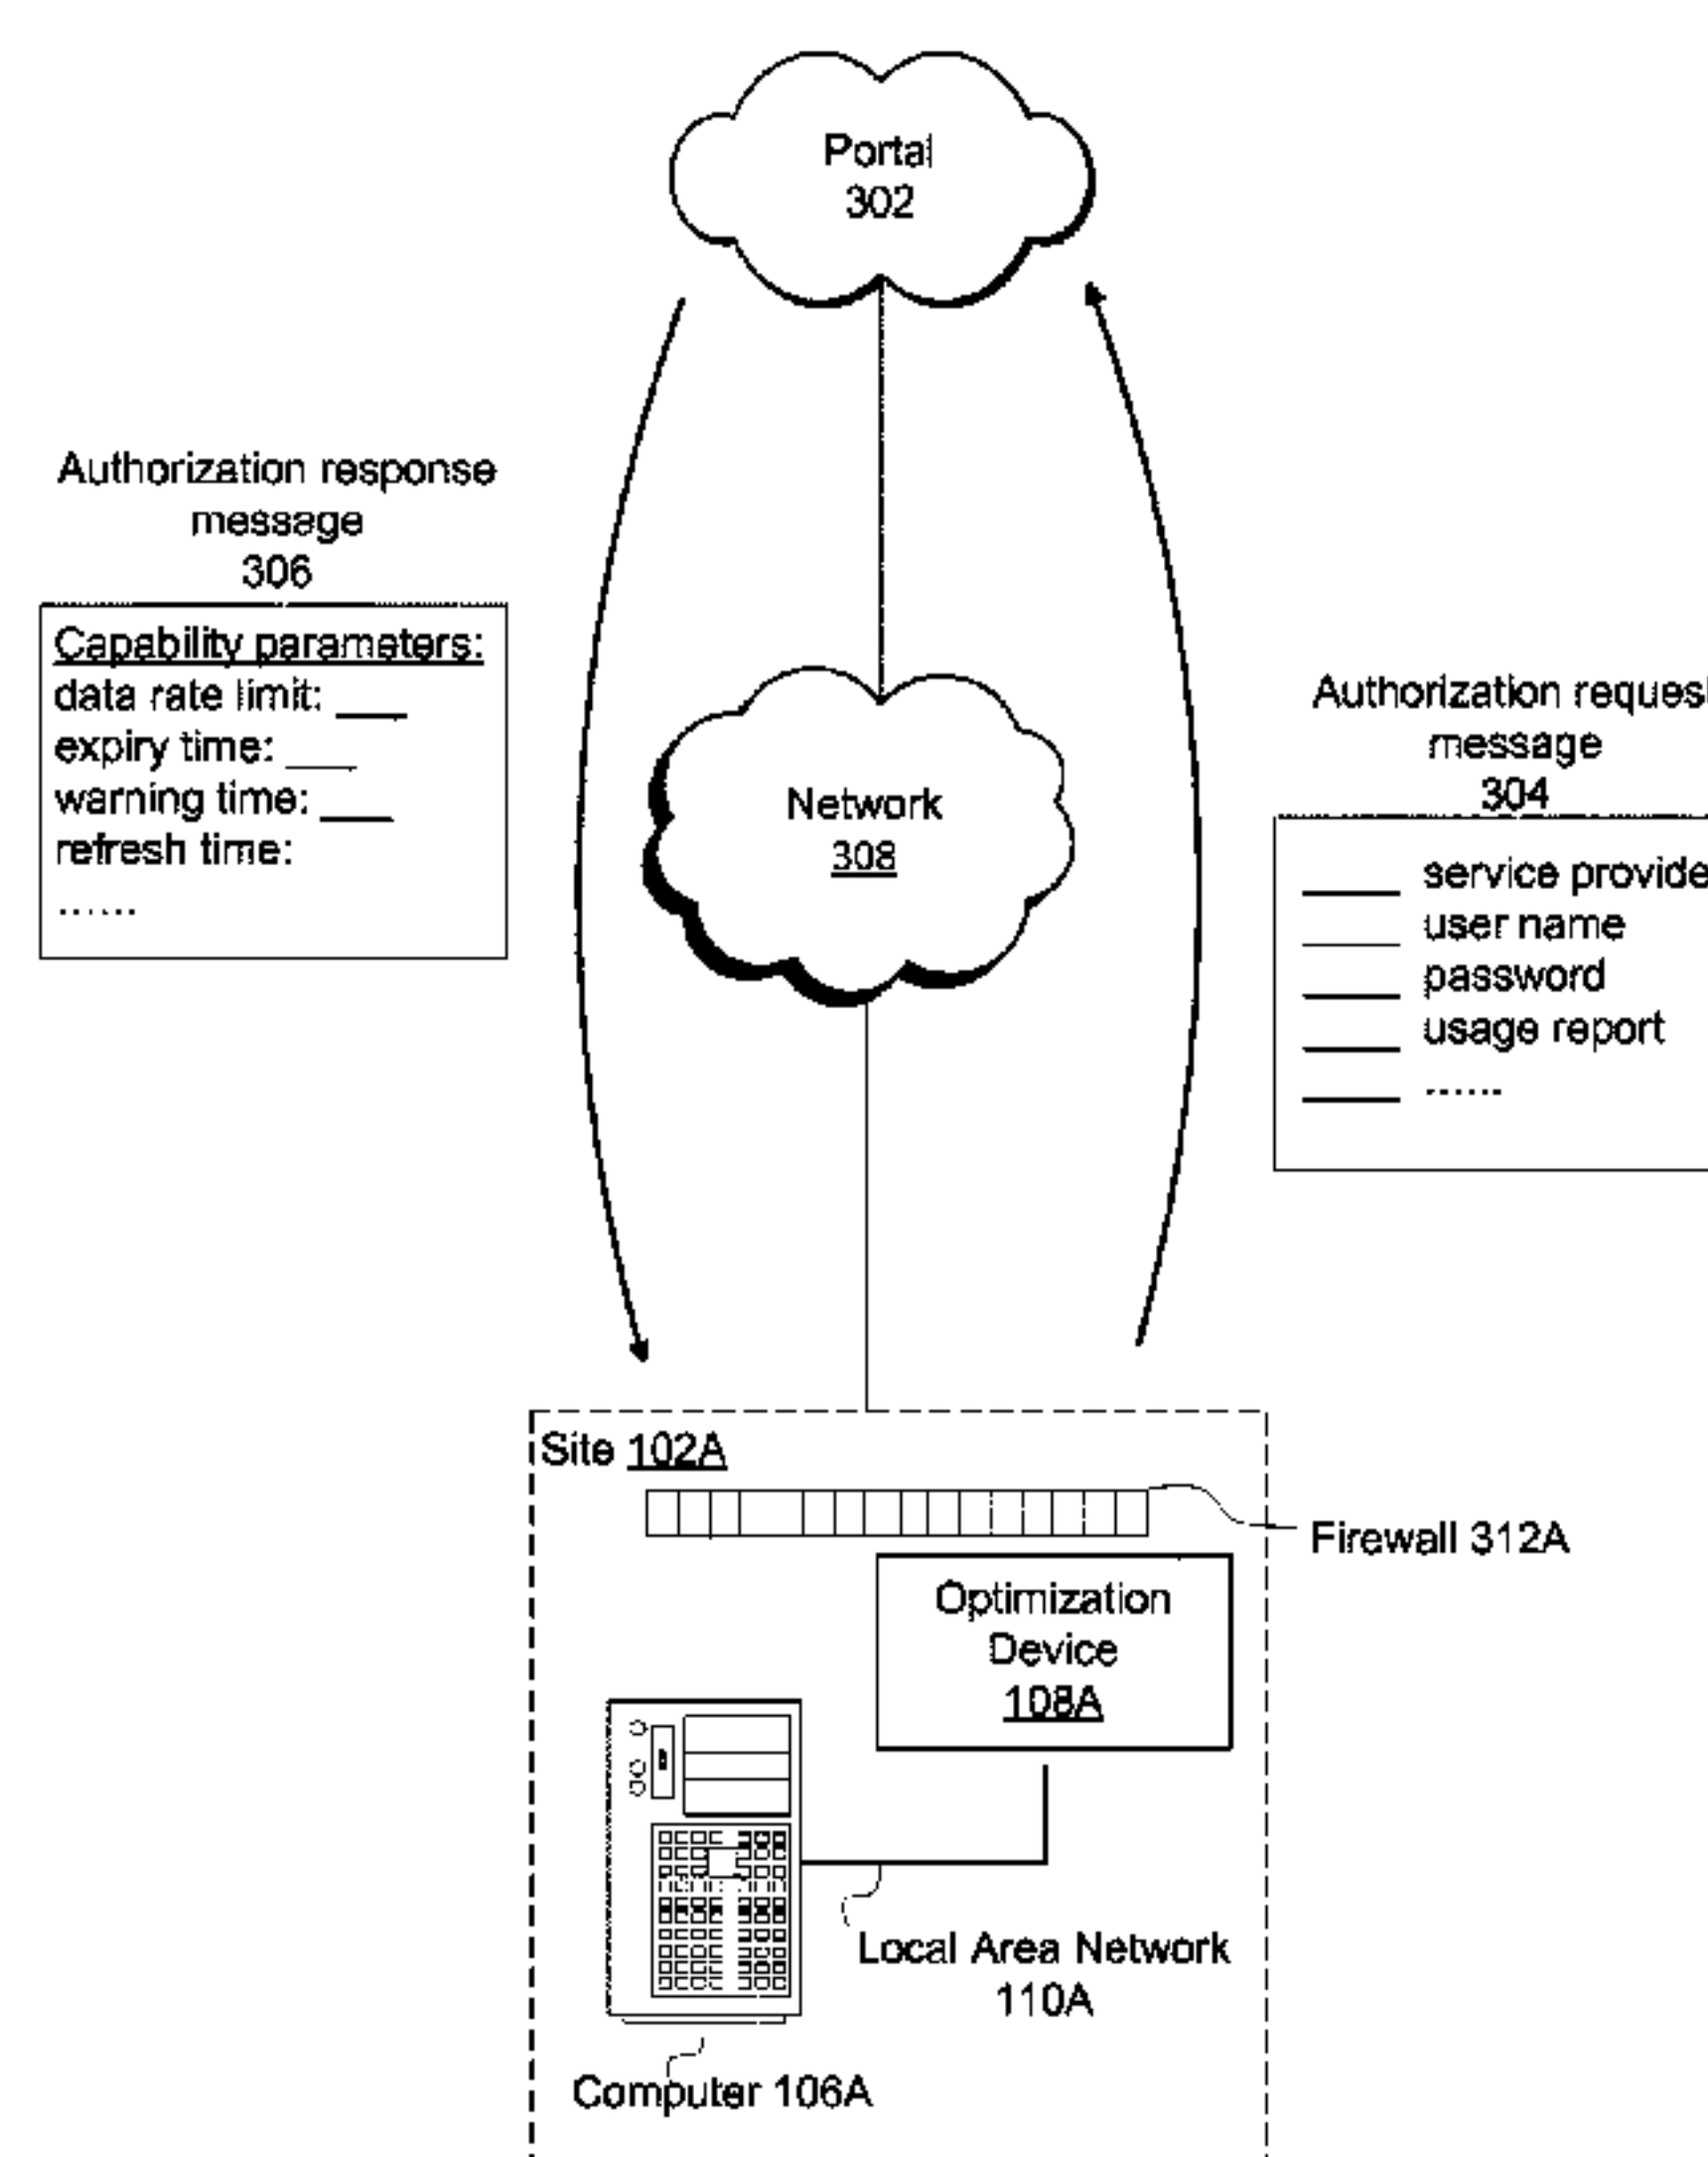 Portal
302
Authorization response
message
306
Capability parameters:
data rate limit: ___
expiry time: ___
warning time: ___
refresh time:
......
Network
308
Authorization reques
message
304
____ service provide
____ user name
____ password
____ usage report
____ ......
Site 102A
Firewall 312A
Optimization
Device
108A
Local Area Network
110A
Computer 106A